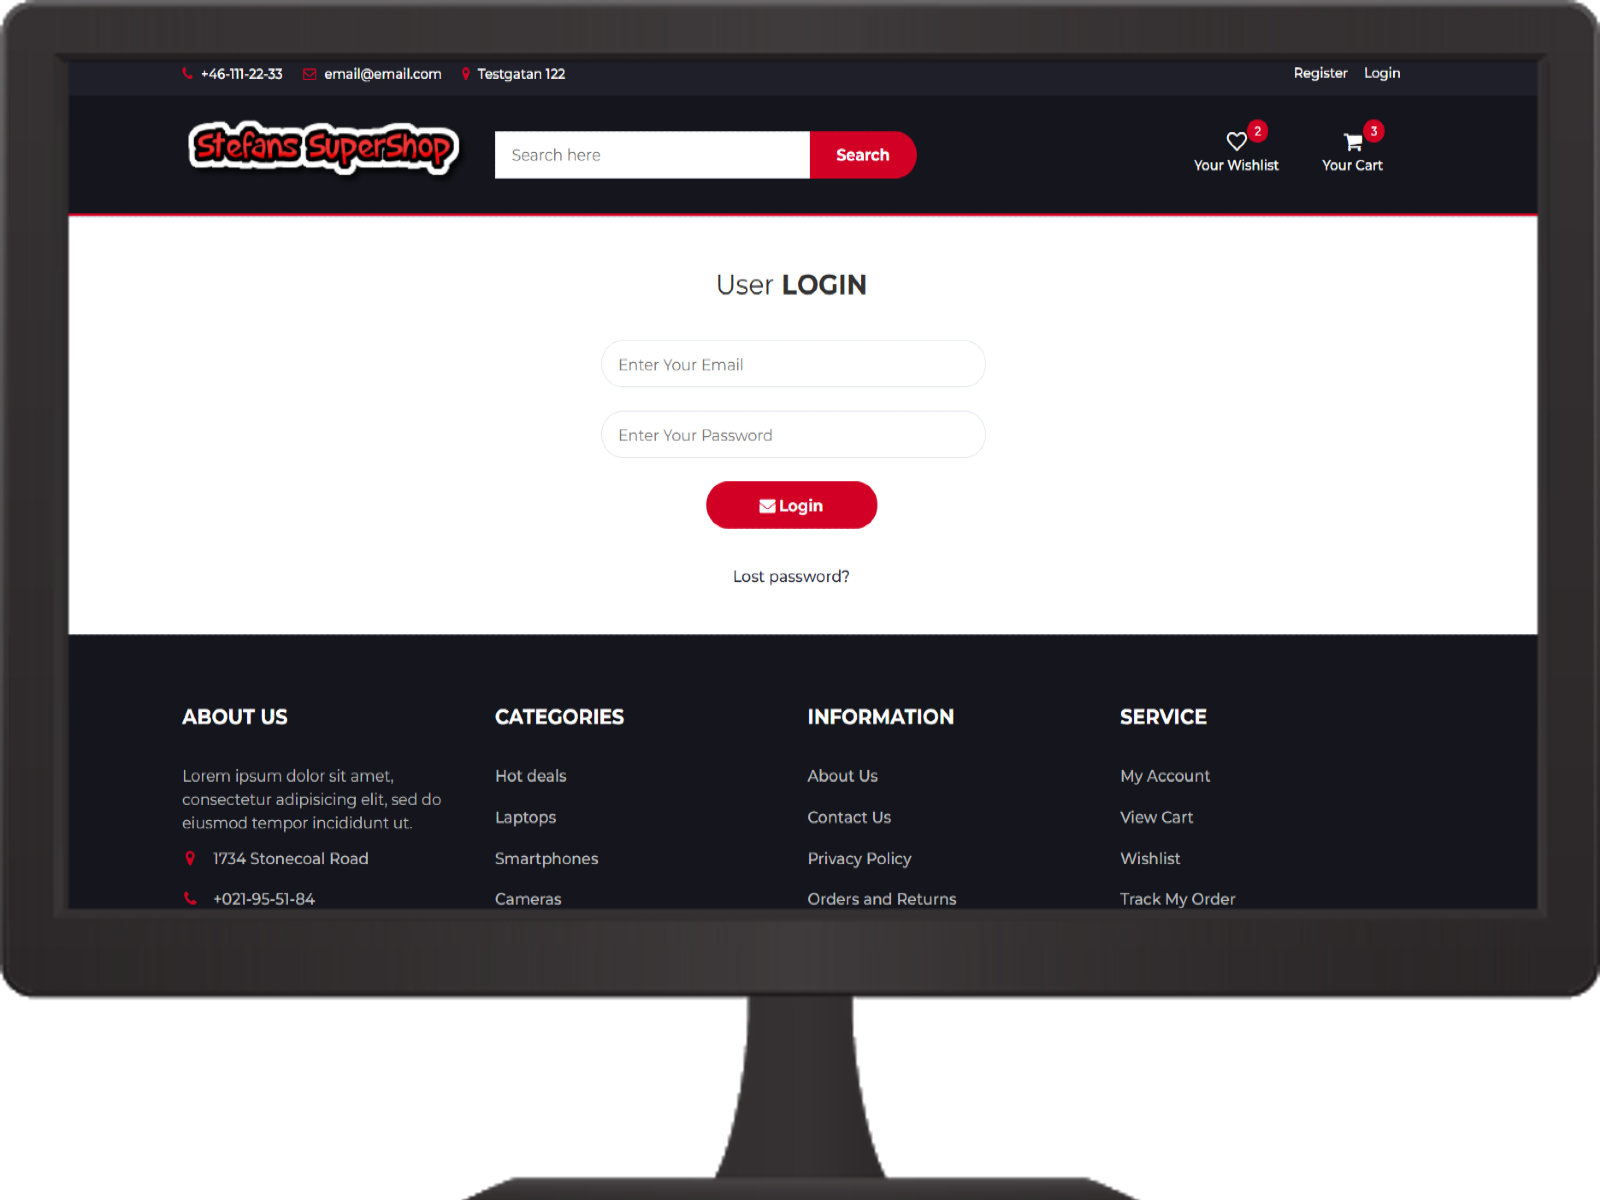 +46-111-22-33 email@email.com Testgatan 122 Register Login
Stefans SuperShop
Search here Search
2 3
Your Wishlist Your Cart
User LOGIN
Enter Your Email
Enter Your Password
Login
Lost password?
ABOUT US
Lorem ipsum dolor sit amet,
consectetur adipisicing elit, sed do
eiusmod tempor incididunt ut.
1734 Stonecoal Road
+021-95-51-84
CATEGORIES
Hot deals
Laptops
Smartphones
Cameras
INFORMATION
About Us
Contact Us
Privacy Policy
Orders and Returns
SERVICE
My Account
View Cart
Wishlist
Track My Order